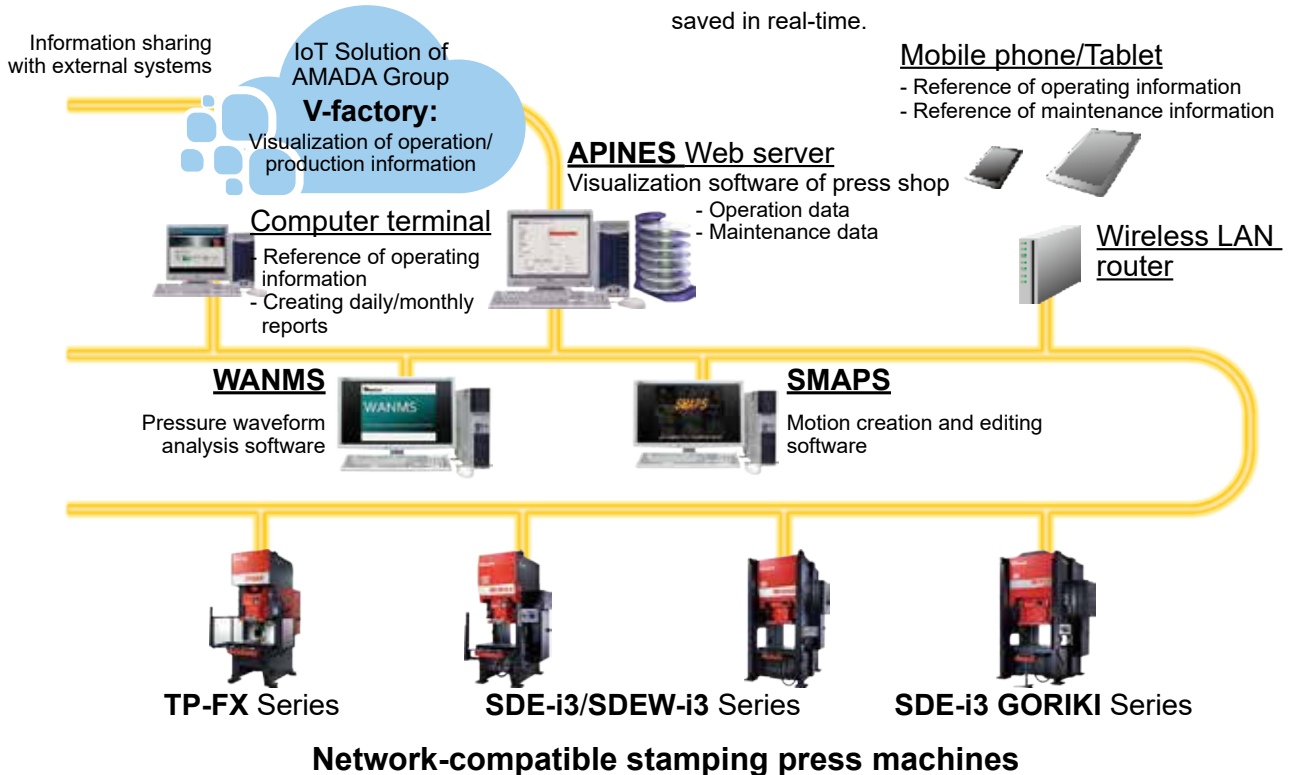 saved in real-time.
Information sharing
with external systems
IoT Solution of
AMADA Group
V-factory:
Visualization of operation/
production information
Mobile phone/Tablet
- Reference of operating information
- Reference of maintenance information
APINES Web server
Visualization software of press shop
- Operation data
- Maintenance data
Computer terminal
- Reference of operating
information
- Creating daily/monthly
reports
Wireless LAN
router
WANMS
Pressure waveform
analysis software
WANMS
SMAPS
SMAPS
Motion creation and editing
software
TP-FX Series
SDE-i3/SDEW-i3 Series
SDE-i3 GORIKI Series
Network-compatible stamping press machines